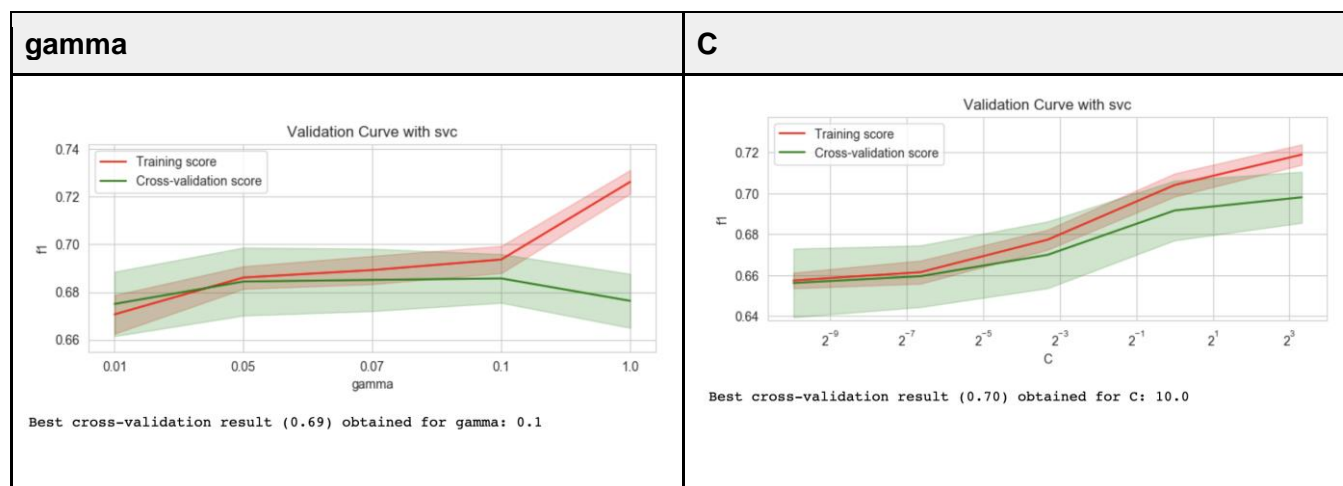 gamma
C
Validation Curve with svc
Training score
Cross-validation score
0.74
0.72
0.70
0.68
0.66
f1
0.01 0.05 0.07 0.1 1.0
gamma
Best cross-validation result (0.69) obtained for gamma: 0.1
Validation Curve with svc
Training score
Cross-validation score
0.72
0.70
0.68
0.66
0.64
f1
2⁻⁹ 2⁻⁷ 2⁻⁵ 2⁻³ 2⁻¹ 2¹ 2³
C
Best cross-validation result (0.70) obtained for C: 10.0